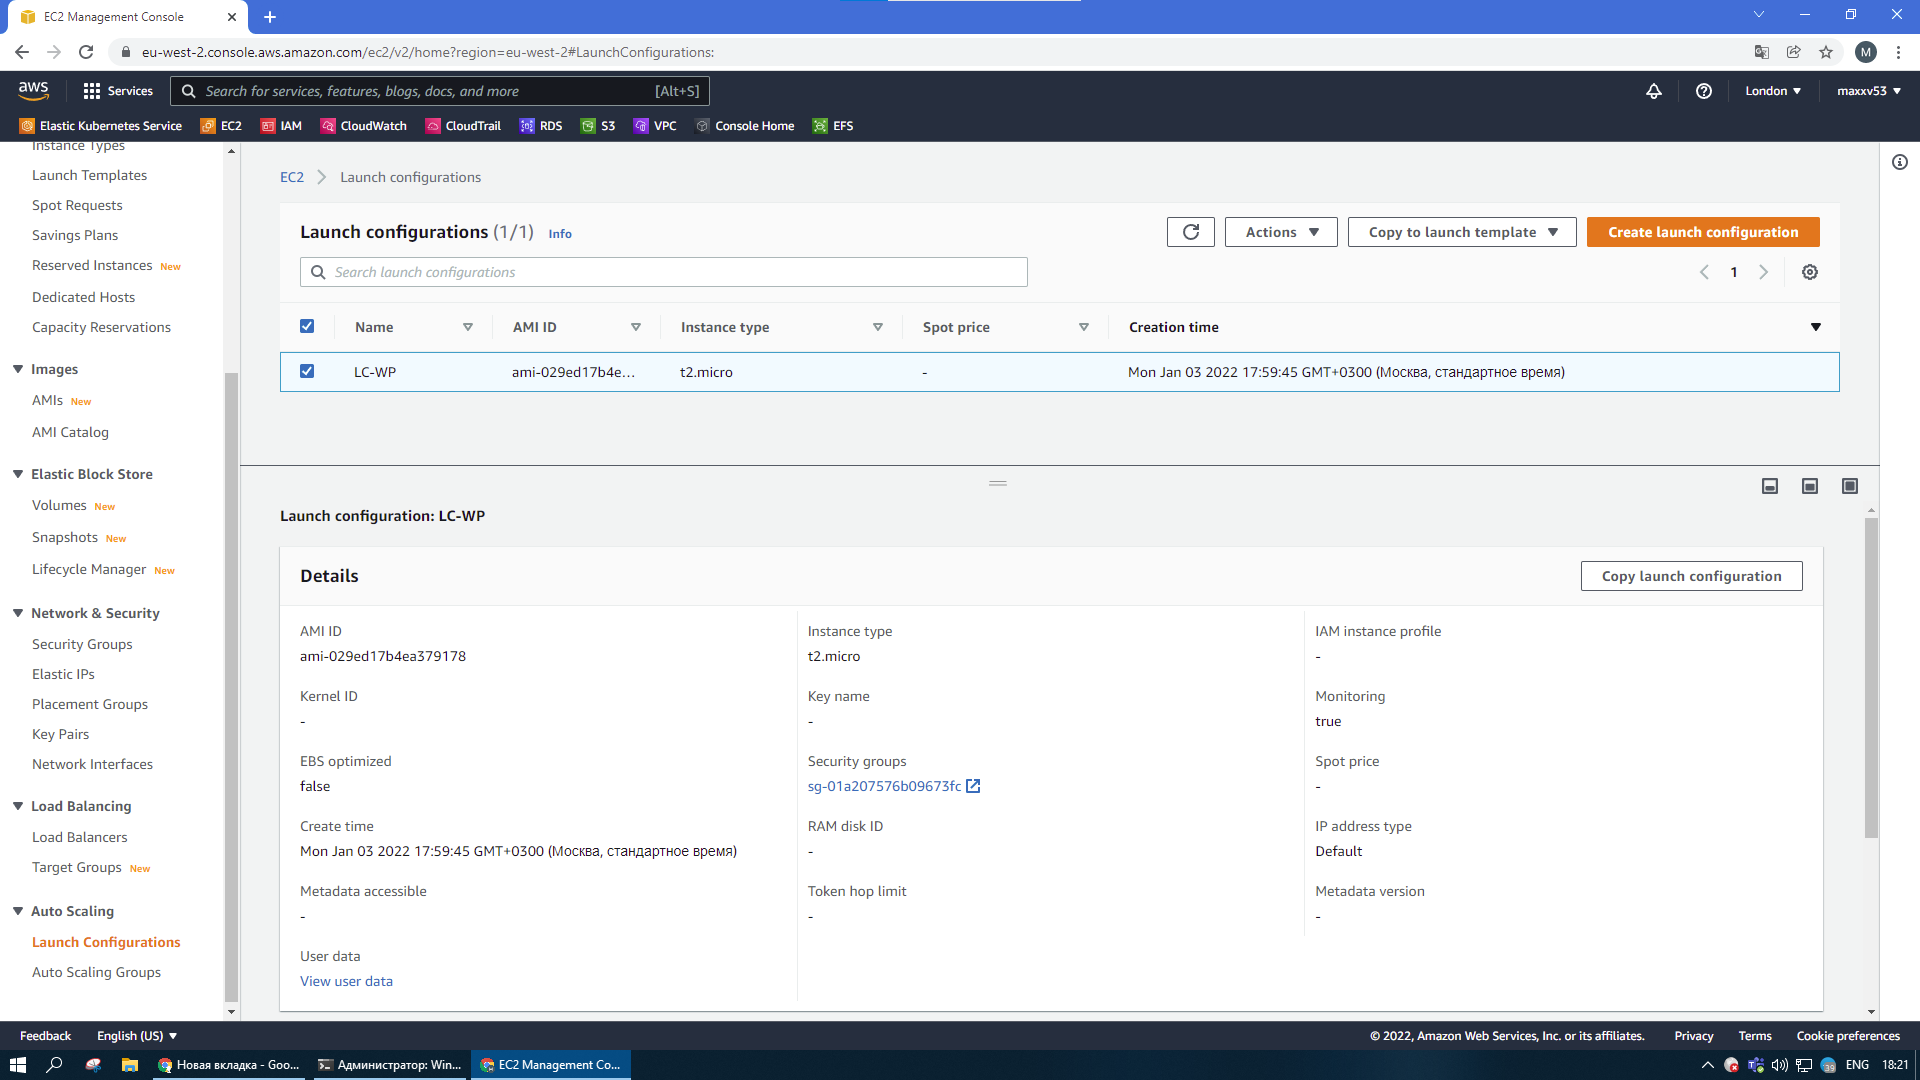 EC2 Management Console
eu-west-2.console.aws.amazon.com/ec2/v2/home?region=eu-west-2#LaunchConfigurations:
M
aws
Services
Search for services, features, blogs, docs, and more
[Alt+S]
London
maxxv53
Elastic Kubernetes Service
EC2
IAM
CloudWatch
CloudTrail
RDS
S3
VPC
Console Home
EFS
Instance Types
Launch Templates
Spot Requests
Savings Plans
Reserved Instances New
Dedicated Hosts
Capacity Reservations
Images
AMIs New
AMI Catalog
Elastic Block Store
Volumes New
Snapshots New
Lifecycle Manager New
Network & Security
Security Groups
Elastic IPs
Placement Groups
Key Pairs
Network Interfaces
Load Balancing
Load Balancers
Target Groups New
Auto Scaling
Launch Configurations
Auto Scaling Groups
EC2 > Launch configurations
Launch configurations (1/1) Info
Actions
Copy to launch template
Create launch configuration
Search launch configurations
1
Name AMI ID Instance type Spot price Creation time
LC-WP ami-029ed17b4e... t2.micro - Mon Jan 03 2022 17:59:45 GMT+0300 (Москва, стандартное время)
Launch configuration: LC-WP
Details
Copy launch configuration
AMI ID
ami-029ed17b4ea379178
Instance type
t2.micro
IAM instance profile
-
Kernel ID
-
Key name
-
Monitoring
true
EBS optimized
false
Security groups
sg-01a207576b09673fc
Spot price
-
Create time
Mon Jan 03 2022 17:59:45 GMT+0300 (Москва, стандартное время)
RAM disk ID
-
IP address type
Default
Metadata accessible
-
Token hop limit
-
Metadata version
-
User data
View user data
Feedback
English (US)
© 2022, Amazon Web Services, Inc. or its affiliates.
Privacy
Terms
Cookie preferences
Новая вкладка - Goo...
Администратор: Win...
EC2 Management Co...
39
ENG
18:21